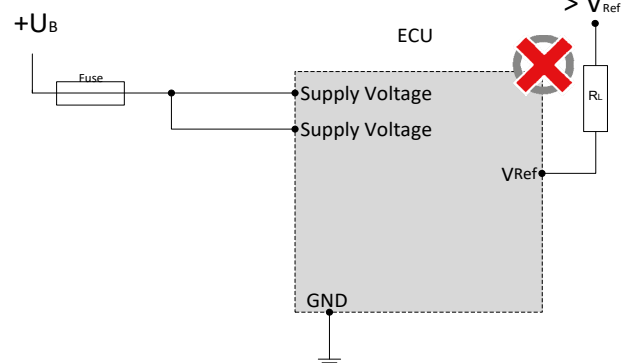 > VRef
+UB
ECU
Fuse
Supply Voltage
RL
Supply Voltage
VRef
GND